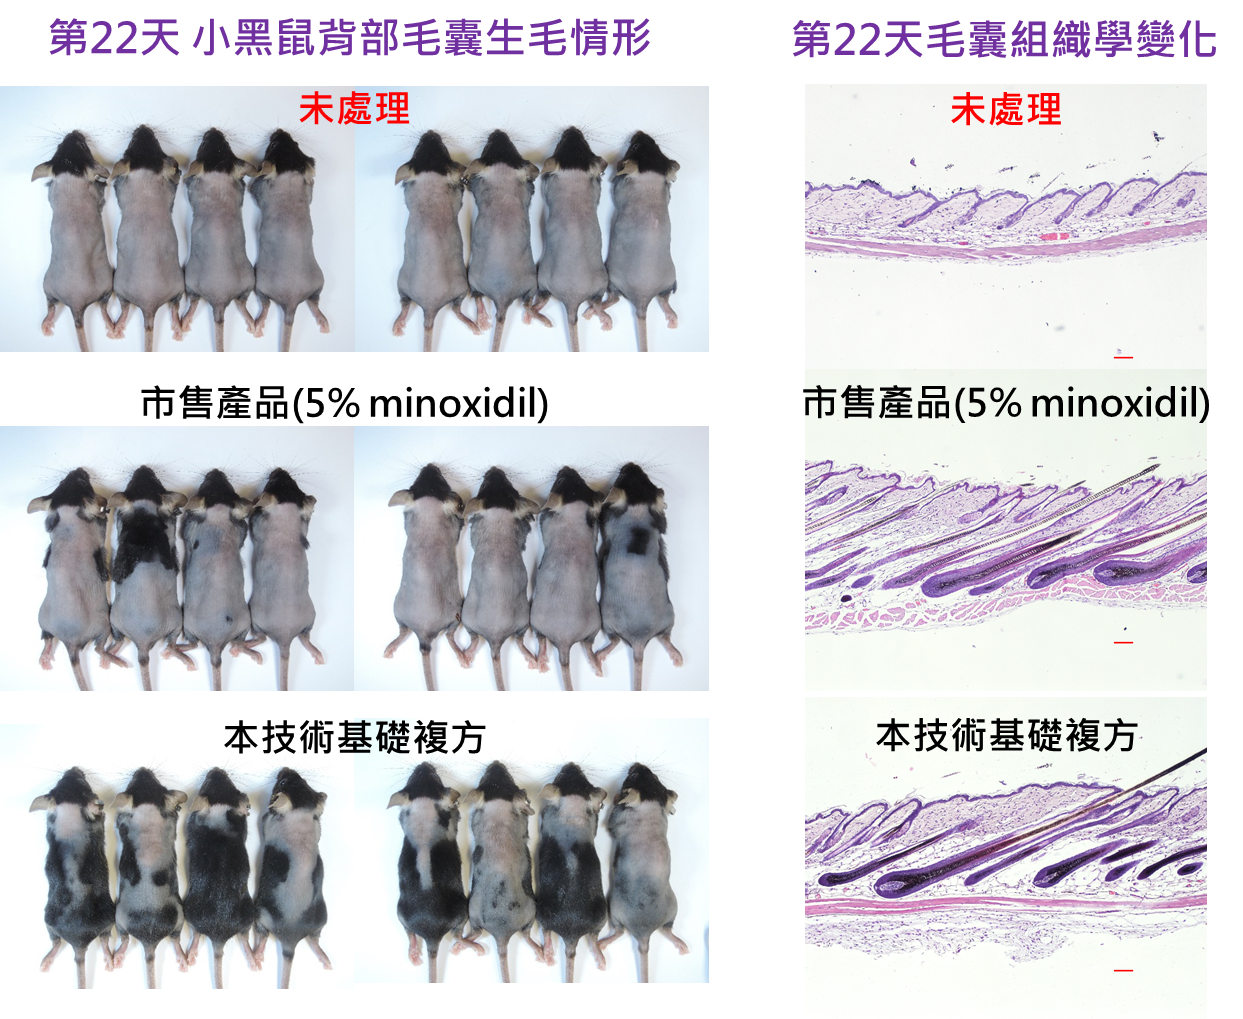 第22天 小黑鼠背部毛囊生毛情形
第22天毛囊組織學變化
未處理
未處理
市售產品(5% minoxidil)
市售產品(5% minoxidil)
本技術基礎複方
本技術基礎複方